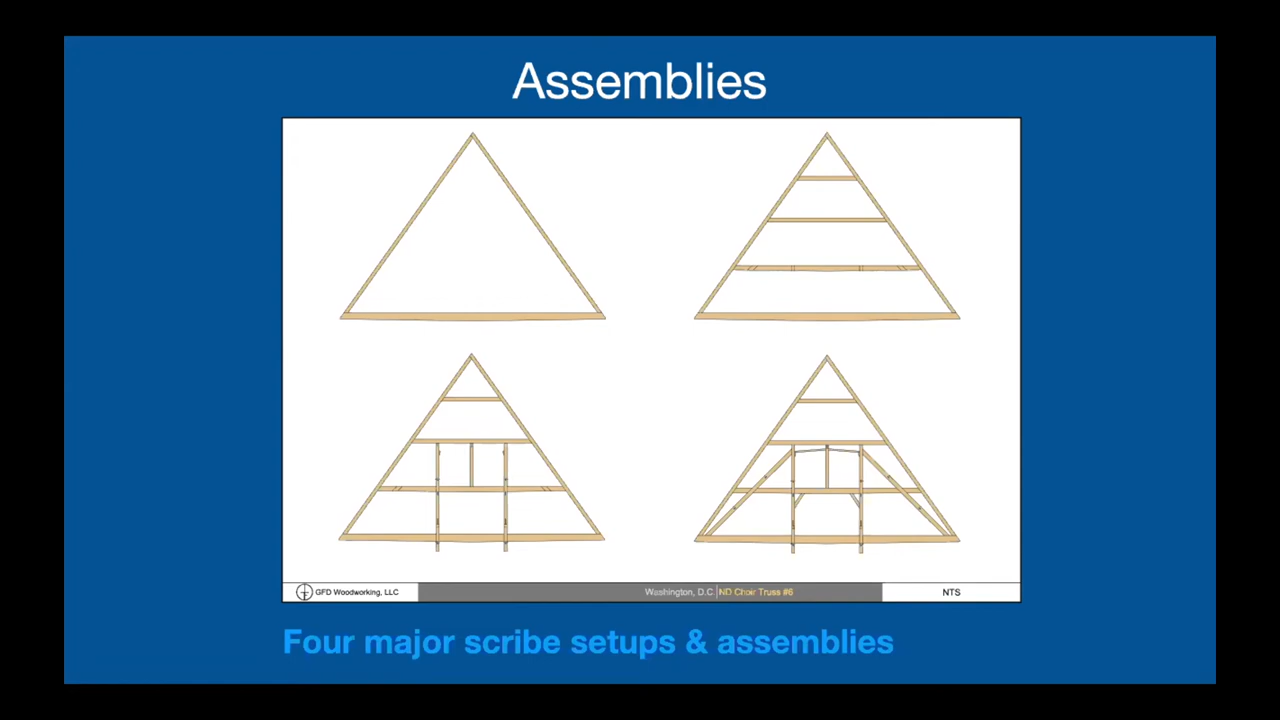 Assemblies
GFD Woodworking, LLC
Washington, D.C. ND Choir Truss #6
NTS
Four major scribe setups & assemblies